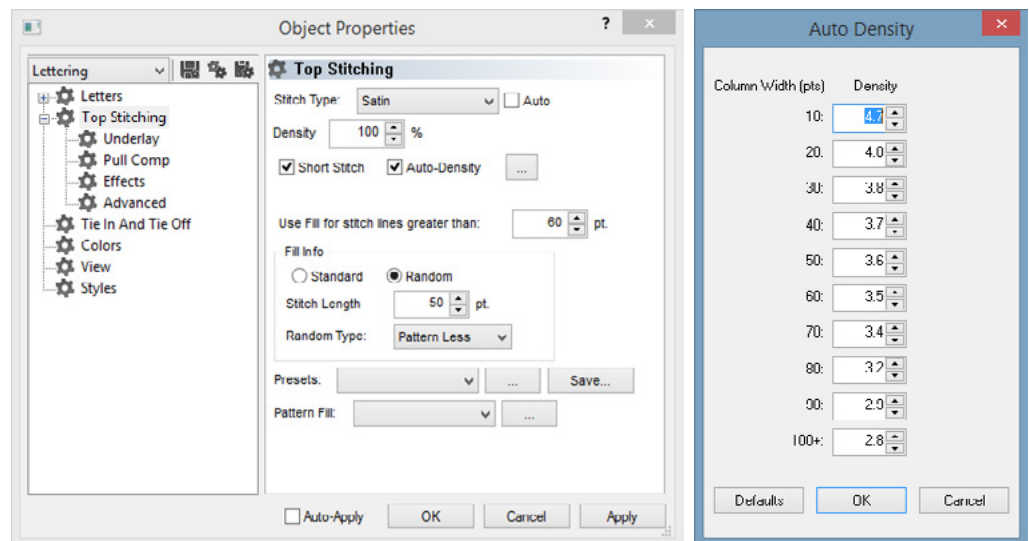 Object Properties
?
×
Lettering
Letters
Top Stitching
Underlay
Pull Comp
Effects
Advanced
Tie In And Tie Off
Colors
View
Styles
Top Stitching
Stitch Type: Satin Auto
Density 100 %
Short Stitch Auto-Density ...
Use Fill for stitch lines greater than: 60 pt.
Fill Info
Standard Random
Stitch Length 50 pt.
Random Type: Pattern Less
Presets: ... Save...
Pattern Fill: ...
Auto-Apply OK Cancel Apply
Auto Density
×
Column Width (pts) Density
10: 4.7
20: 4.0
30: 3.8
40: 3.7
50: 3.6
60: 3.5
70: 3.4
80: 3.2
90: 2.9
100+: 2.8
Defaults OK Cancel